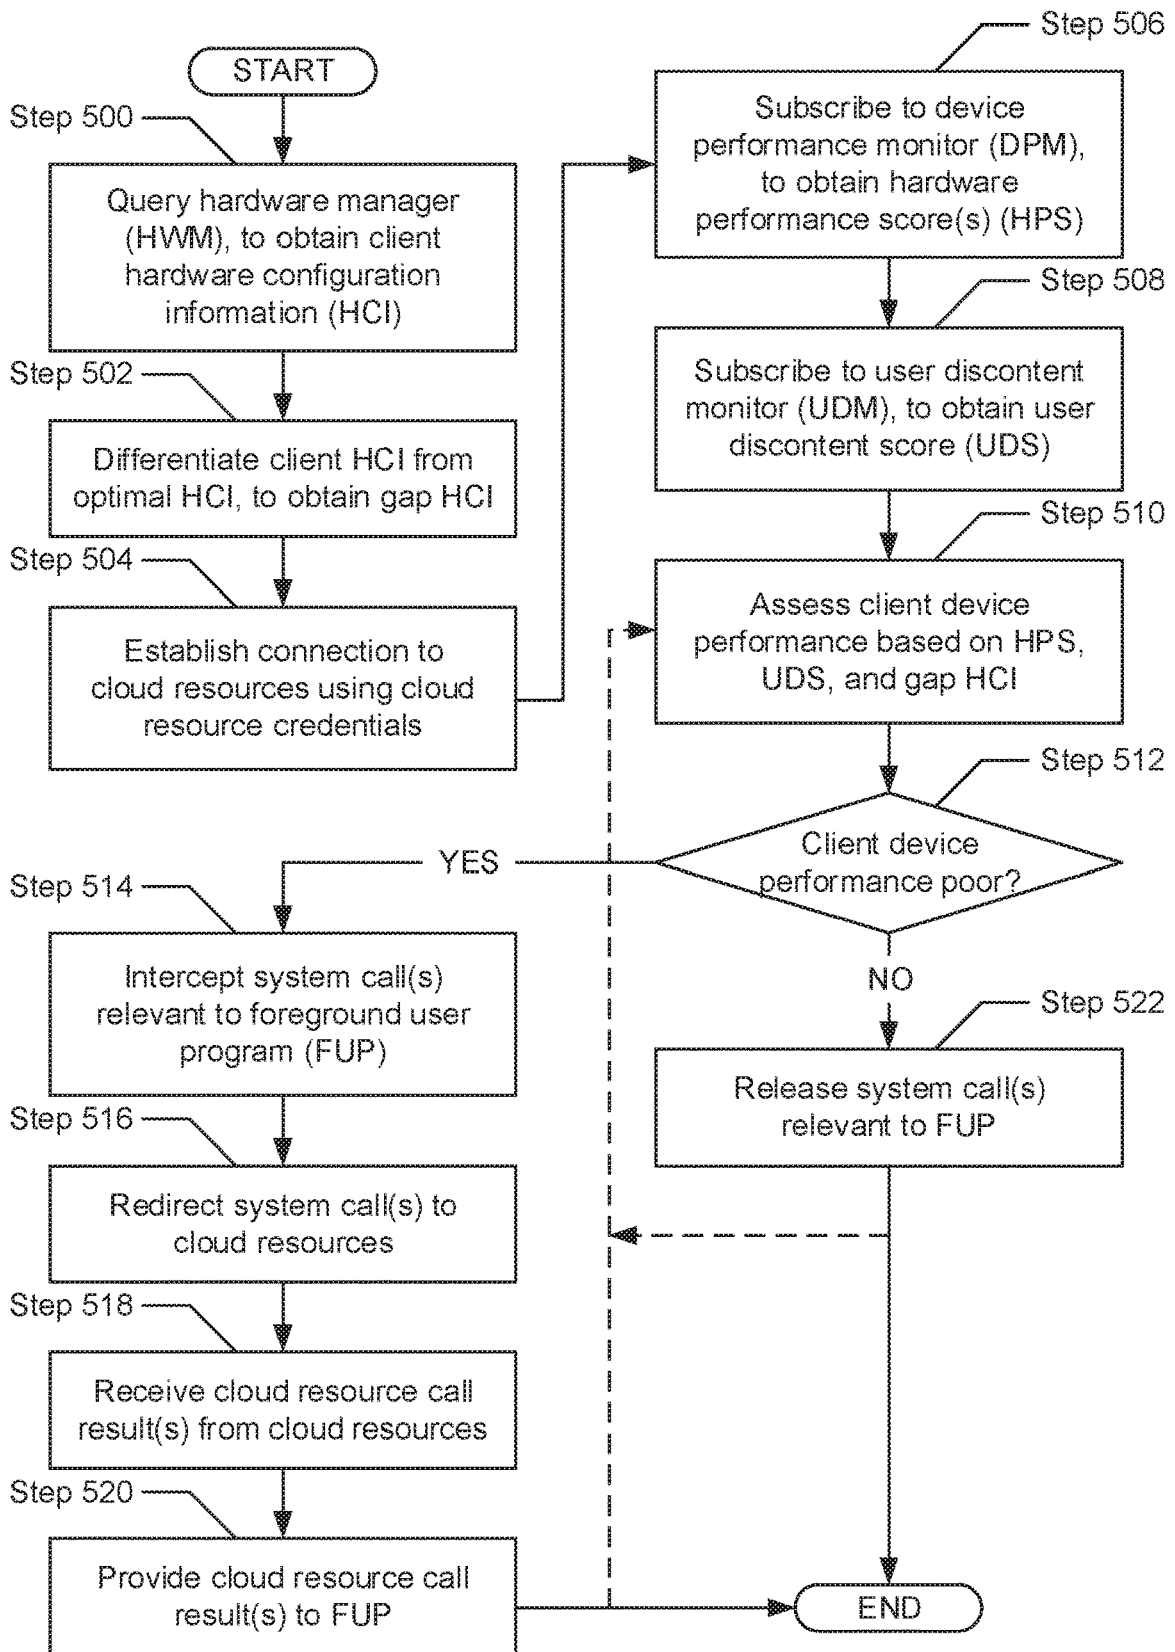 START
Step 500
Query hardware manager
(HWM), to obtain client
hardware configuration
information (HCI)
Step 502
Differentiate client HCI from
optimal HCI, to obtain gap HCI
Step 504
Establish connection to
cloud resources using cloud
resource credentials
Step 506
Subscribe to device
performance monitor (DPM),
to obtain hardware
performance score(s) (HPS)
Step 508
Subscribe to user discontent
monitor (UDM), to obtain user
discontent score (UDS)
Step 510
Assess client device
performance based on HPS,
UDS, and gap HCI
Step 512
Client device
performance poor?
YES
Step 514
Intercept system call(s)
relevant to foreground user
program (FUP)
Step 516
Redirect system call(s) to
cloud resources
Step 518
Receive cloud resource call
result(s) from cloud resources
Step 520
Provide cloud resource call
result(s) to FUP
NO
Step 522
Release system call(s)
relevant to FUP
END